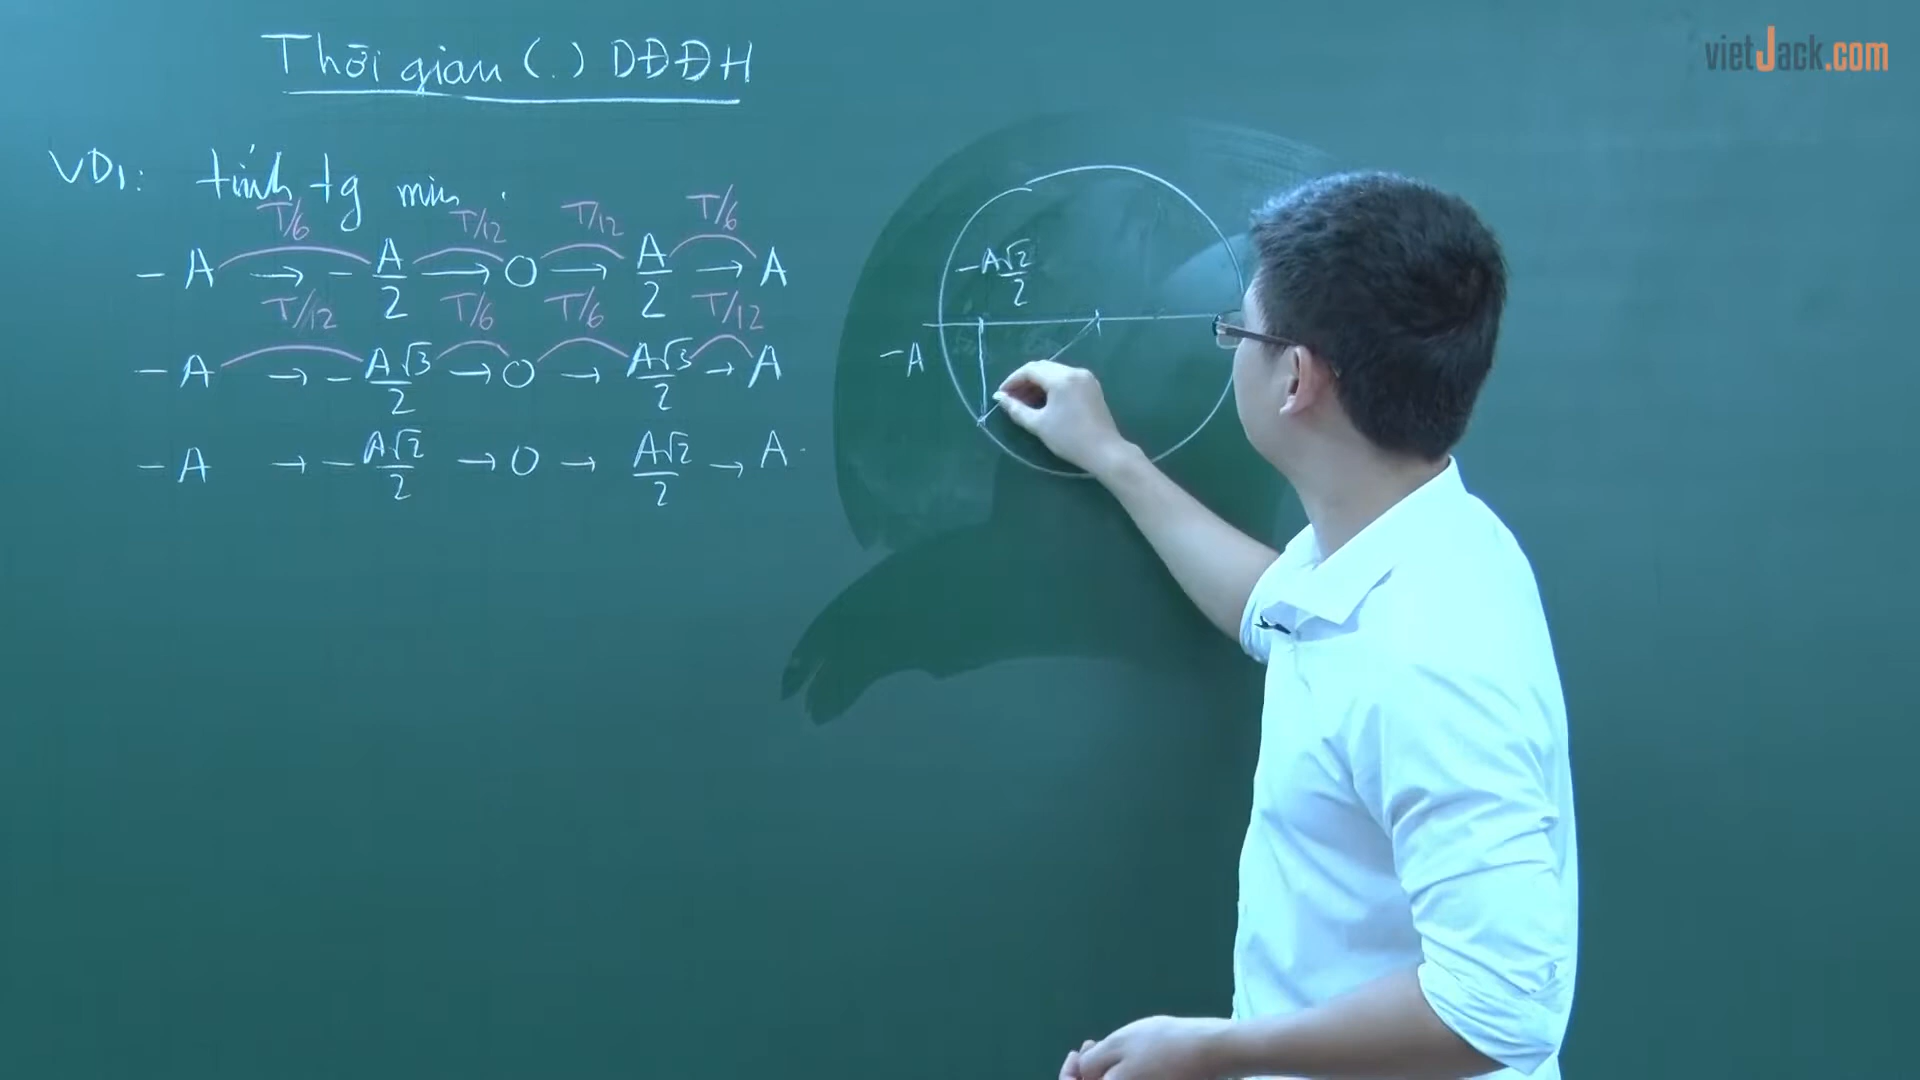 vietJack.com
Thời gian (.) DĐĐH
VD1: tính tg min.
T/6 T/12 T/12 T/6
-A → -A/2 → O → A/2 → A
T/12 T/6 T/6 T/12
-A → -A√3/2 → O → A√3/2 → A
-A → -A√2/2 → O → A√2/2 → A
-A√2/2
-A